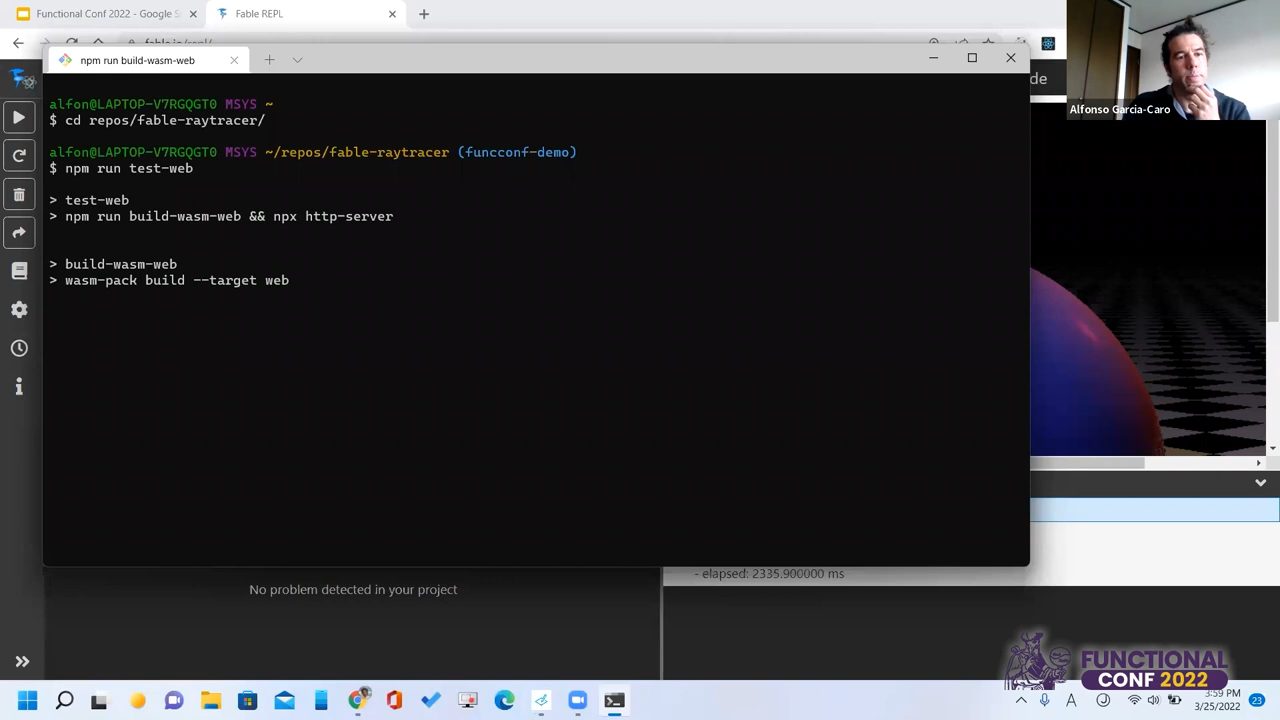 Functional Conf 2022 - Google S
Fable REPL
npm run build-wasm-web
de
Alfonso Garcia-Caro
alfon@LAPTOP-V7RGQGT0 MSYS ~
$ cd repos/fable-raytracer/
alfon@LAPTOP-V7RGQGT0 MSYS ~/repos/fable-raytracer (funcconf-demo)
$ npm run test-web
> test-web
> npm run build-wasm-web && npx http-server
> build-wasm-web
> wasm-pack build --target web
- elapsed: 2335.900000 ms
No problem detected in your project
FUNCTIONAL
CONF 2022
3:59 PM
3/25/2022
23